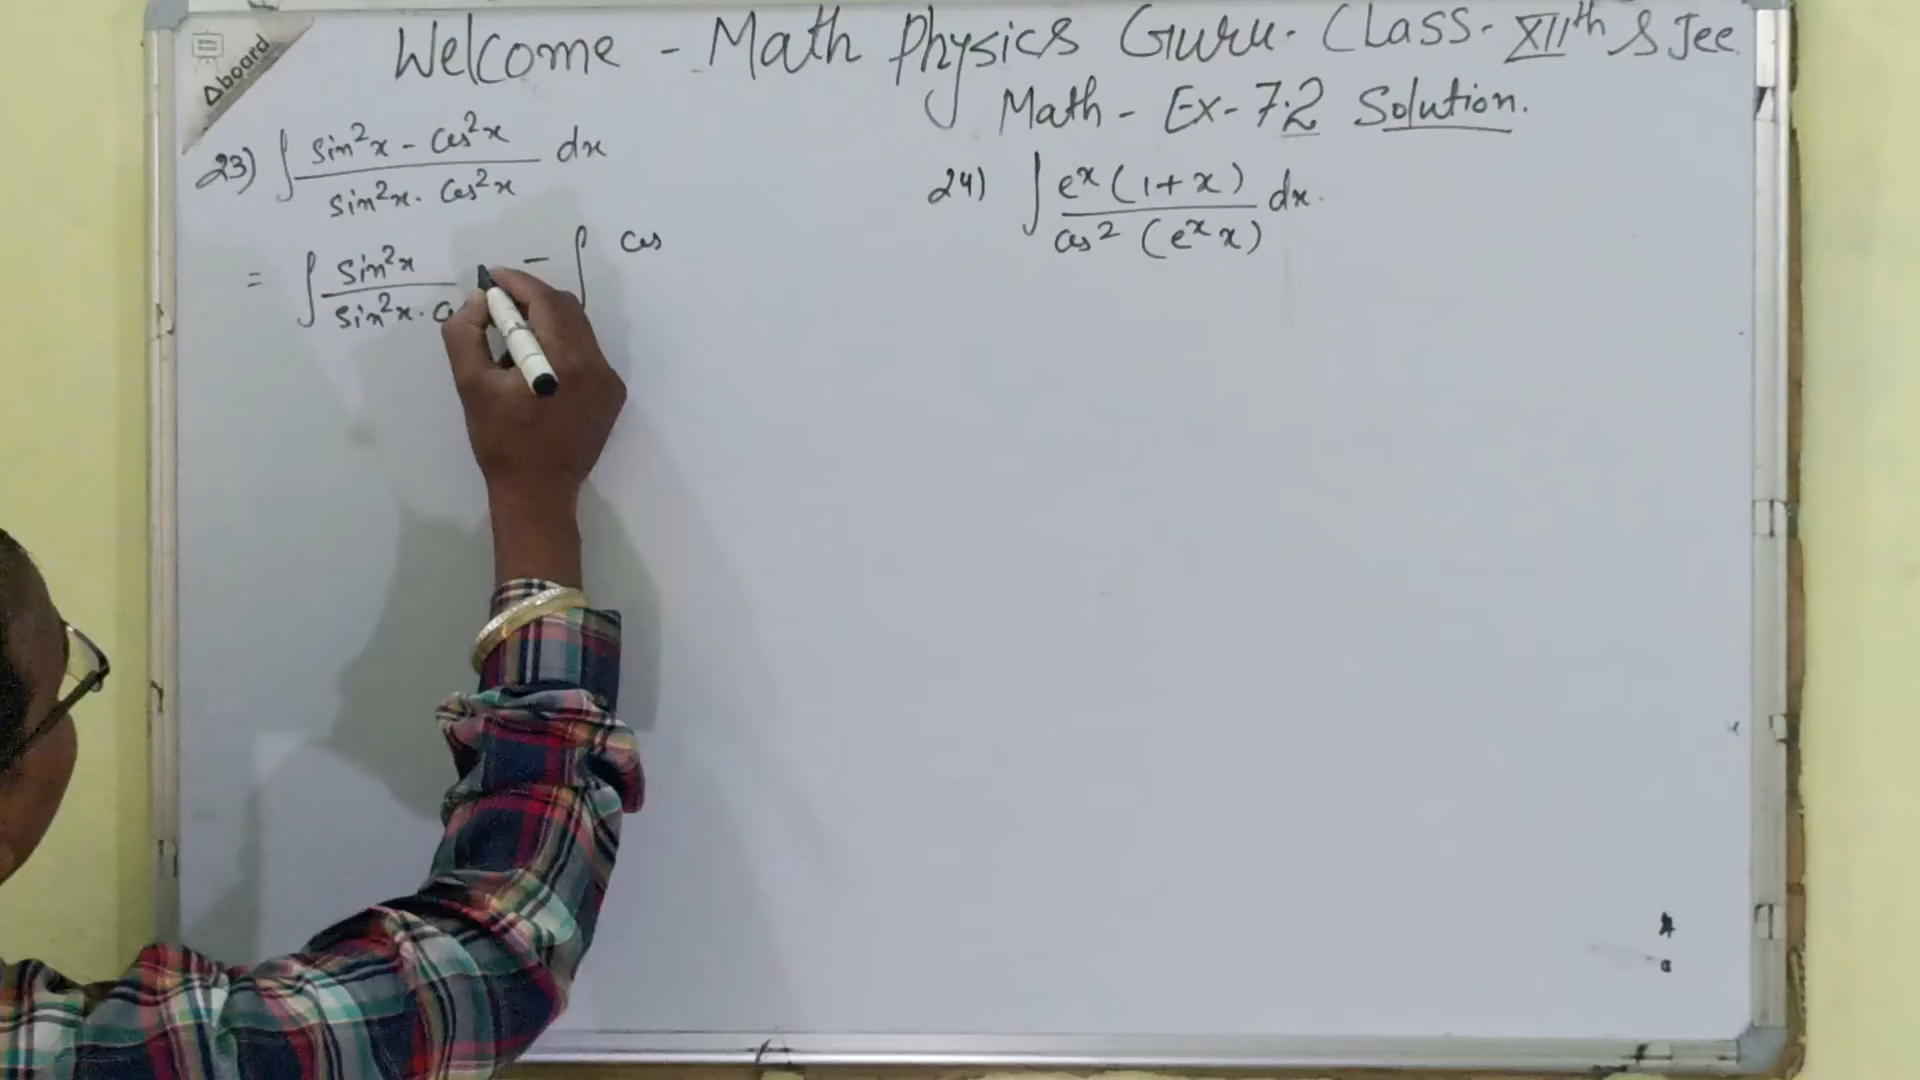 Welcome - Math Physics Guru. Class- XIIth & Jee
Math - Ex- 7.2 Solution.
Δboard
23) ∫ sin²x - cos²x / sin²x · cos²x dx
= ∫ sin²x / sin²x · c - ∫ cos
24) ∫ eˣ (1+x) / cos² (eˣ x) dx.